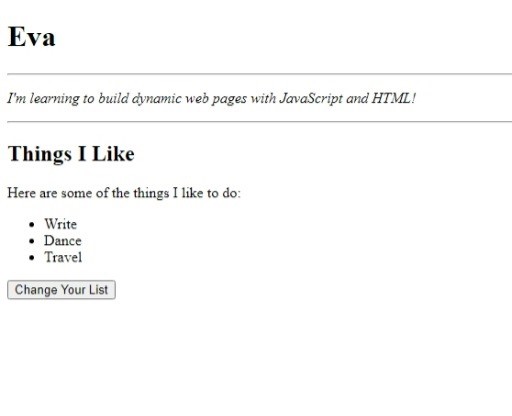 Eva
I'm learning to build dynamic web pages with JavaScript and HTML!
Things I Like
Here are some of the things I like to do:
Write
Dance
Travel
Change Your List